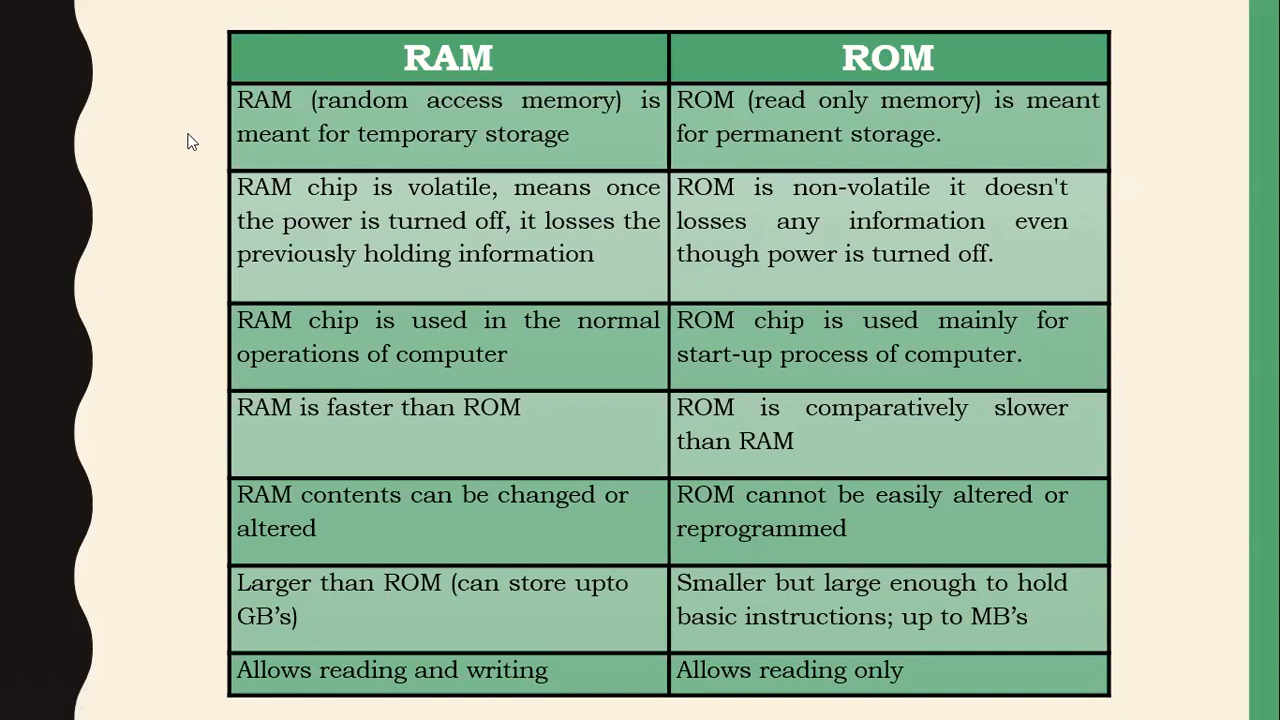 RAM
ROM
RAM (random access memory) is
meant for temporary storage
ROM (read only memory) is meant
for permanent storage.
RAM chip is volatile, means once
the power is turned off, it losses the
previously holding information
ROM is non-volatile it doesn't
losses any information even
though power is turned off.
RAM chip is used in the normal
operations of computer
ROM chip is used mainly for
start-up process of computer.
RAM is faster than ROM
ROM is comparatively slower
than RAM
RAM contents can be changed or
altered
ROM cannot be easily altered or
reprogrammed
Larger than ROM (can store upto
GB’s)
Smaller but large enough to hold
basic instructions; up to MB’s
Allows reading and writing
Allows reading only